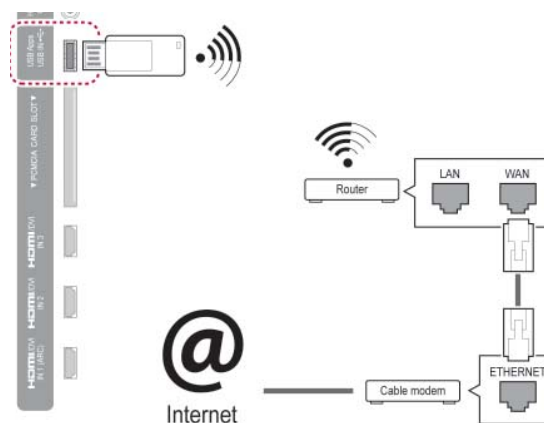 USB Apps
USB IN
▼PCMCIA CARD SLOT▼
HDMI/DVI
IN 3
HDMI/DVI
IN 2
HDMI/DVI
IN 1 (ARC)
Router
LAN
WAN
@
Internet
Cable modem
ETHERNET